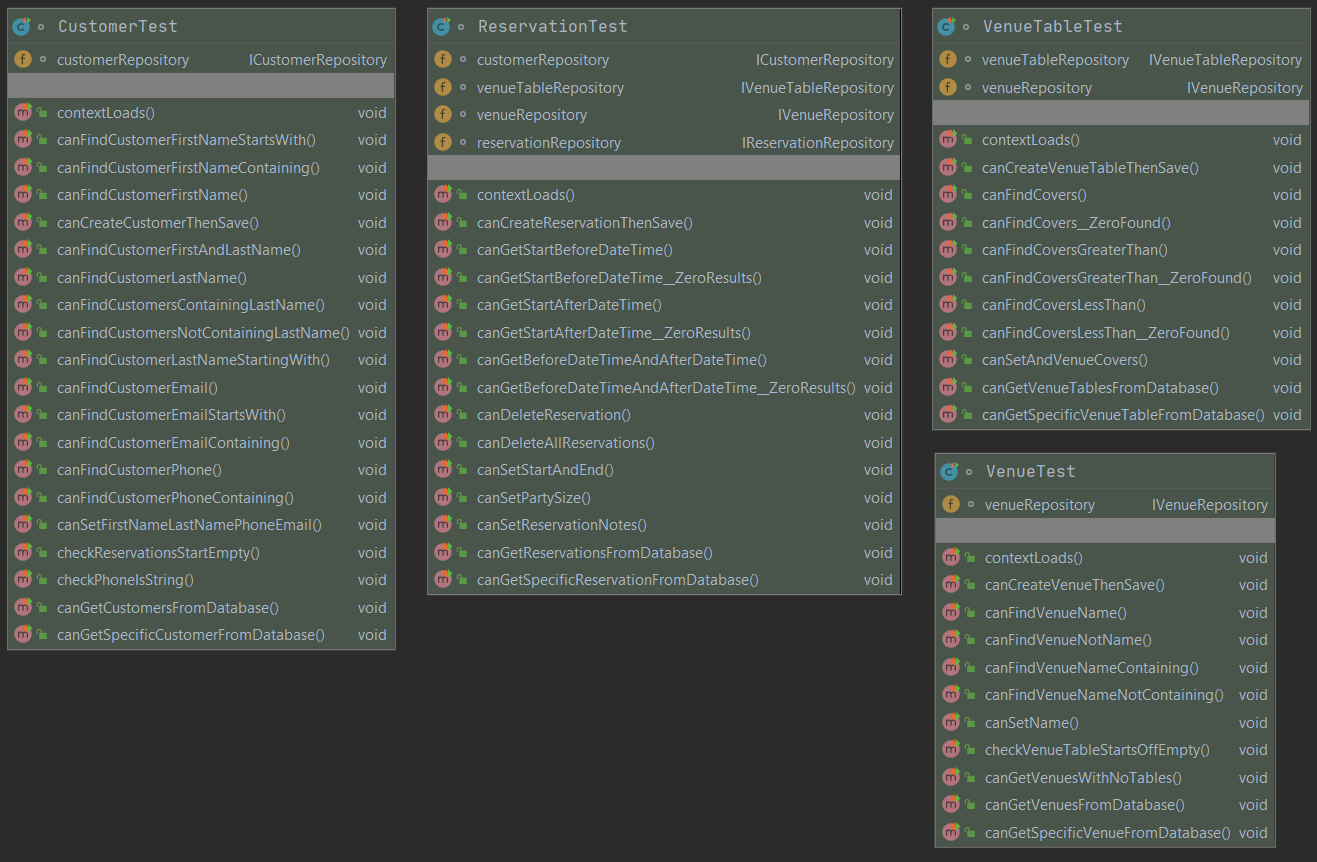 CustomerTest
customerRepository ICustomerRepository
contextLoads() void
canFindCustomerFirstNameStartsWith() void
canFindCustomerFirstNameContaining() void
canFindCustomerFirstName() void
canCreateCustomerThenSave() void
canFindCustomerFirstAndLastName() void
canFindCustomerLastName() void
canFindCustomersContainingLastName() void
canFindCustomersNotContainingLastName() void
canFindCustomerLastNameStartingWith() void
canFindCustomerEmail() void
canFindCustomerEmailStartsWith() void
canFindCustomerEmailContaining() void
canFindCustomerPhone() void
canFindCustomerPhoneContaining() void
canSetFirstNameLastNamePhoneEmail() void
checkReservationsStartEmpty() void
checkPhoneIsString() void
canGetCustomersFromDatabase() void
canGetSpecificCustomerFromDatabase() void
ReservationTest
customerRepository ICustomerRepository
venueTableRepository IVenueTableRepository
venueRepository IVenueRepository
reservationRepository IReservationRepository
contextLoads() void
canCreateReservationThenSave() void
canGetStartBeforeDateTime() void
canGetStartBeforeDateTime__ZeroResults() void
canGetStartAfterDateTime() void
canGetStartAfterDateTime__ZeroResults() void
canGetBeforeDateTimeAndAfterDateTime() void
canGetBeforeDateTimeAndAfterDateTime__ZeroResults() void
canDeleteReservation() void
canDeleteAllReservations() void
canSetStartAndEnd() void
canSetPartySize() void
canSetReservationNotes() void
canGetReservationsFromDatabase() void
canGetSpecificReservationFromDatabase() void
VenueTableTest
venueTableRepository IVenueTableRepository
venueRepository IVenueRepository
contextLoads() void
canCreateVenueTableThenSave() void
canFindCovers() void
canFindCovers__ZeroFound() void
canFindCoversGreaterThan() void
canFindCoversGreaterThan__ZeroFound() void
canFindCoversLessThan() void
canFindCoversLessThan__ZeroFound() void
canSetAndVenueCovers() void
canGetVenueTablesFromDatabase() void
canGetSpecificVenueTableFromDatabase() void
VenueTest
venueRepository IVenueRepository
contextLoads() void
canCreateVenueThenSave() void
canFindVenueName() void
canFindVenueNotName() void
canFindVenueNameContaining() void
canFindVenueNameNotContaining() void
canSetName() void
checkVenueTableStartsOffEmpty() void
canGetVenuesWithNoTables() void
canGetVenuesFromDatabase() void
canGetSpecificVenueFromDatabase() void